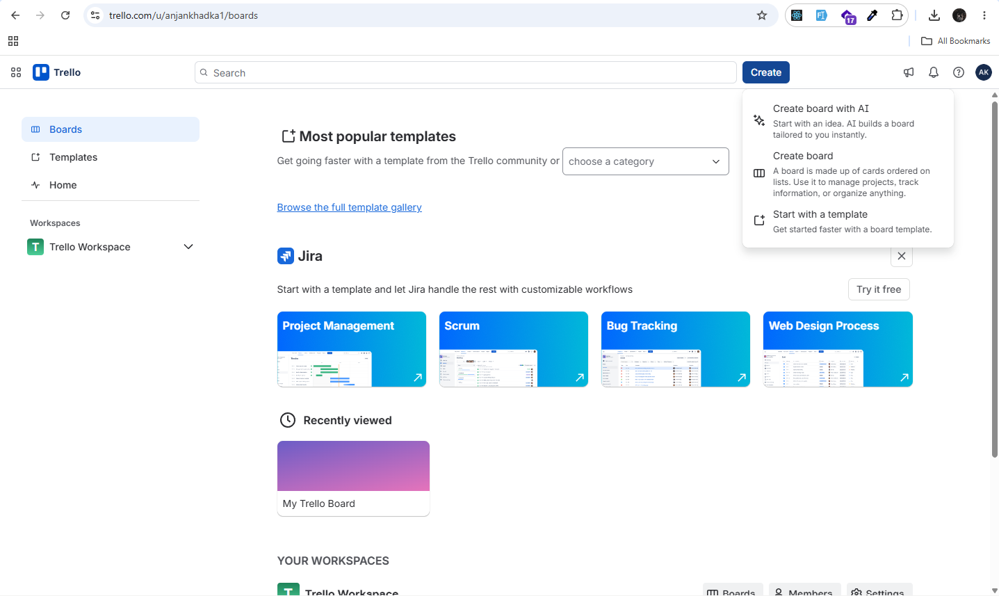 trello.com/u/anjankhadka1/boards
17
All Bookmarks
Trello
Search
Create
AK
Create board with AI
Start with an idea. AI builds a board
tailored to you instantly.
Create board
A board is made up of cards ordered on
lists. Use it to manage projects, track
information, or organize anything.
Start with a template
Get started faster with a board template.
Boards
Templates
Home
Workspaces
T Trello Workspace
Most popular templates
Get going faster with a template from the Trello community or choose a category
Browse the full template gallery
Jira
Start with a template and let Jira handle the rest with customizable workflows
Try it free
Project Management
Scrum
Bug Tracking
Web Design Process
Recently viewed
My Trello Board
YOUR WORKSPACES
T Trello Workspace
Boards
Members
Settings